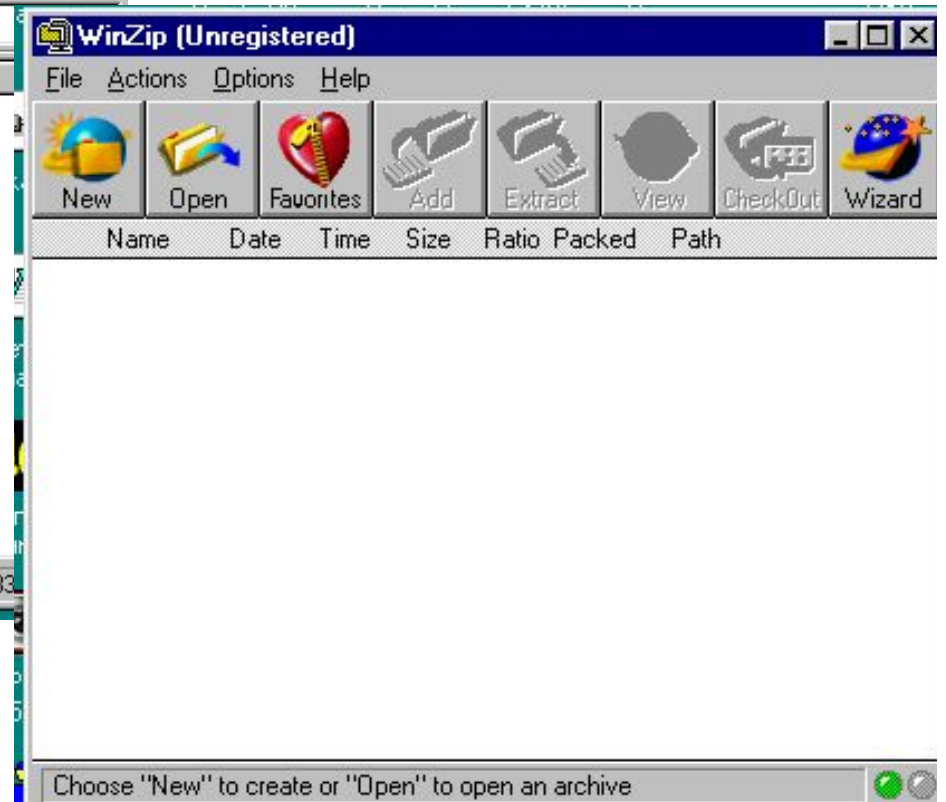 WinZip (Unregistered)
File Actions Options Help
New Open Favorites Add Extract View CheckOut Wizard
Name Date Time Size Ratio Packed Path
Choose "New" to create or "Open" to open an archive